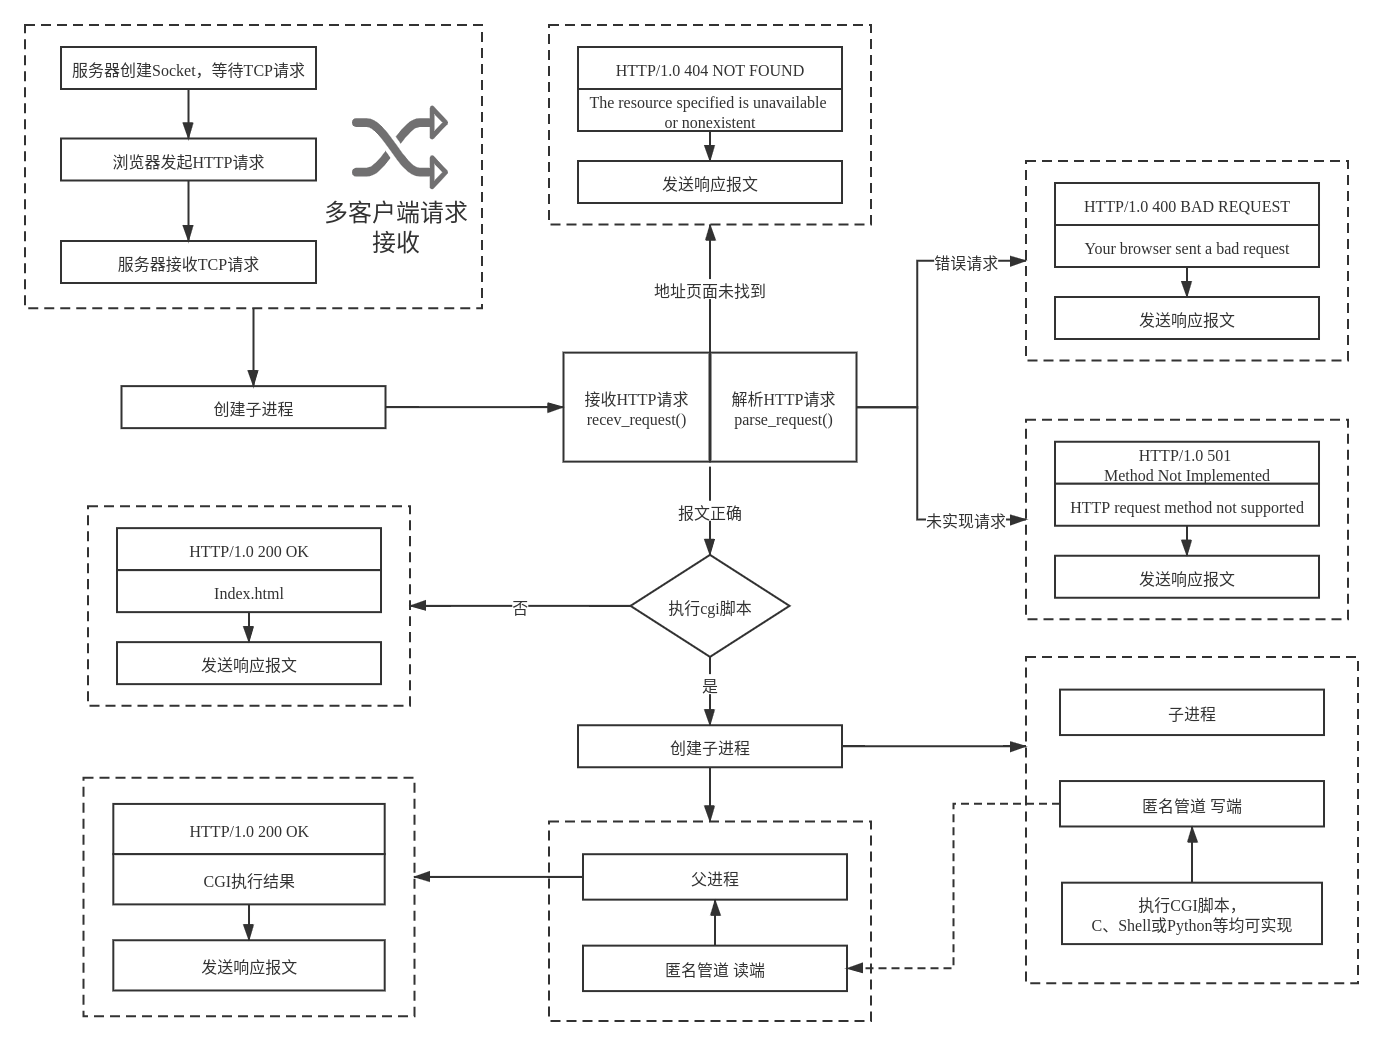 服务器创建Socket，等待TCP请求
浏览器发起HTTP请求
服务器接收TCP请求
多客户端请求
接收
HTTP/1.0 404 NOT FOUND
The resource specified is unavailable
or nonexistent
发送响应报文
地址页面未找到
HTTP/1.0 400 BAD REQUEST
Your browser sent a bad request
发送响应报文
错误请求
创建子进程
接收HTTP请求
recev_request()
解析HTTP请求
parse_request()
HTTP/1.0 501
Method Not Implemented
HTTP request method not supported
发送响应报文
未实现请求
报文正确
HTTP/1.0 200 OK
Index.html
发送响应报文
否
执行cgi脚本
是
创建子进程
子进程
匿名管道 写端
执行CGI脚本，
C、Shell或Python等均可实现
HTTP/1.0 200 OK
CGI执行结果
发送响应报文
父进程
匿名管道 读端